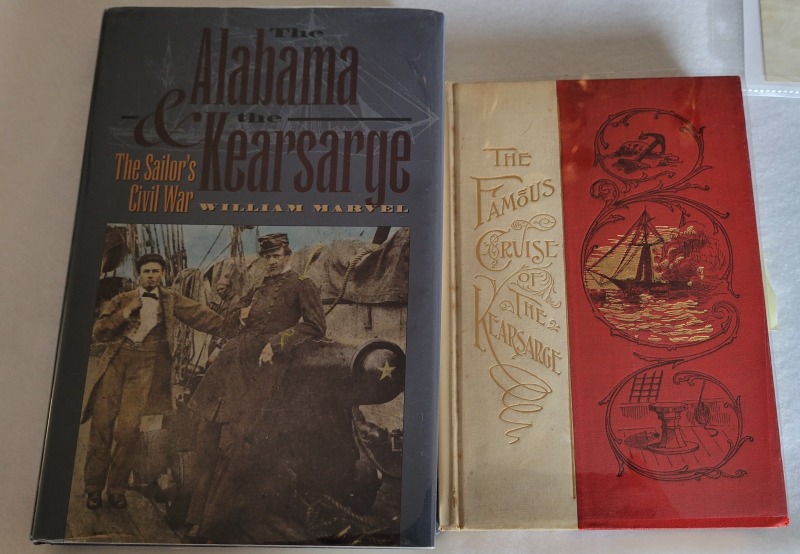 The
Alabama
& the
Kearsarge
The Sailor's
Civil War
WILLIAM MARVEL
THE
FAMOUS
CRUISE
OF
THE
KEARSARGE